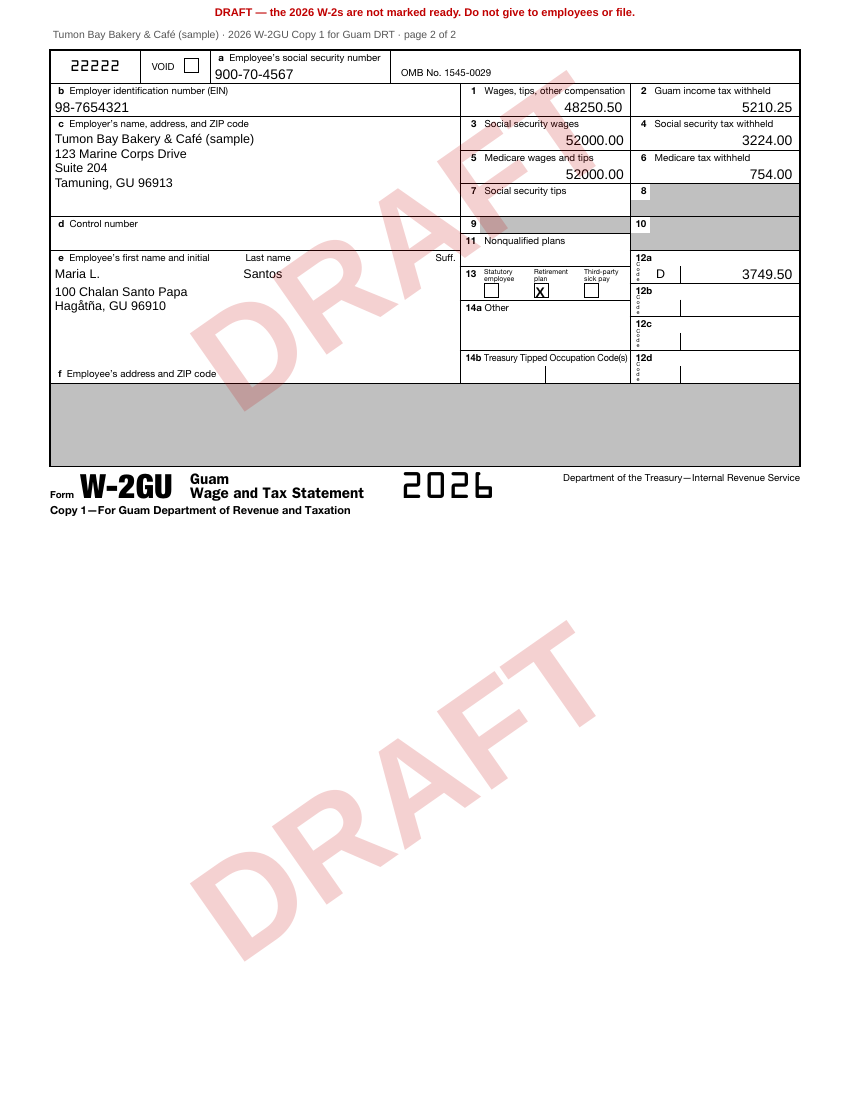 DRAFT — the 2026 W-2s are not marked ready. Do not give to employees or file.
Tumon Bay Bakery & Café (sample) · 2026 W-2GU Copy 1 for Guam DRT · page 2 of 2
22222
VOID
a Employee's social security number
900-70-4567
OMB No. 1545-0029
b Employer identification number (EIN)
98-7654321
1 Wages, tips, other compensation
48250.50
2 Guam income tax withheld
5210.25
c Employer's name, address, and ZIP code
Tumon Bay Bakery & Café (sample)
123 Marine Corps Drive
Suite 204
Tamuning, GU 96913
3 Social security wages
52000.00
4 Social security tax withheld
3224.00
5 Medicare wages and tips
52000.00
6 Medicare tax withheld
754.00
7 Social security tips
8
d Control number
9
10
11 Nonqualified plans
e Employee's first name and initial
Last name
Suff.
Maria L.
Santos
100 Chalan Santo Papa
Hagåtña, GU 96910
f Employee's address and ZIP code
12a
Code
D
3749.50
13
Statutory employee
Retirement plan
Third-party sick pay
X
12b
Code
14a Other
12c
Code
14b Treasury Tipped Occupation Code(s)
12d
Code
Form W-2GU
Guam
Wage and Tax Statement
2026
Department of the Treasury—Internal Revenue Service
Copy 1—For Guam Department of Revenue and Taxation
DRAFT
DRAFT